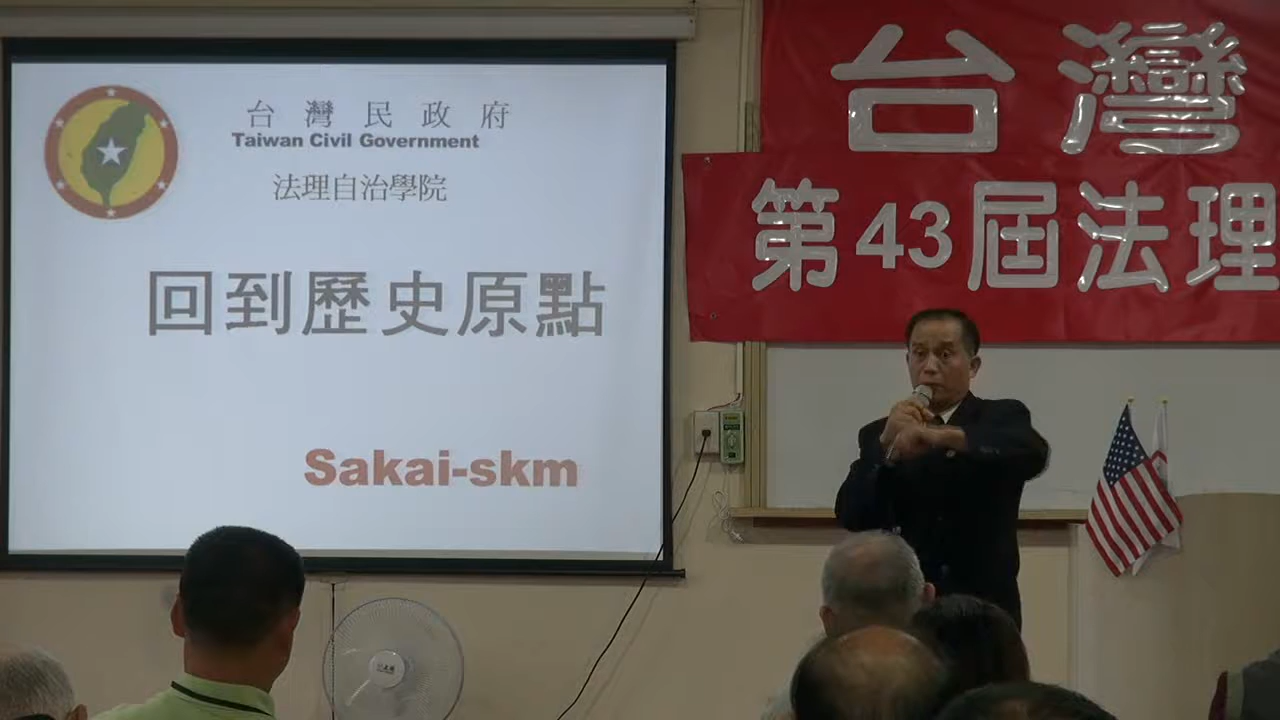 台灣民政府
Taiwan Civil Government
法理自治學院
回到歷史原點
Sakai-skm
台灣
第43屆法理